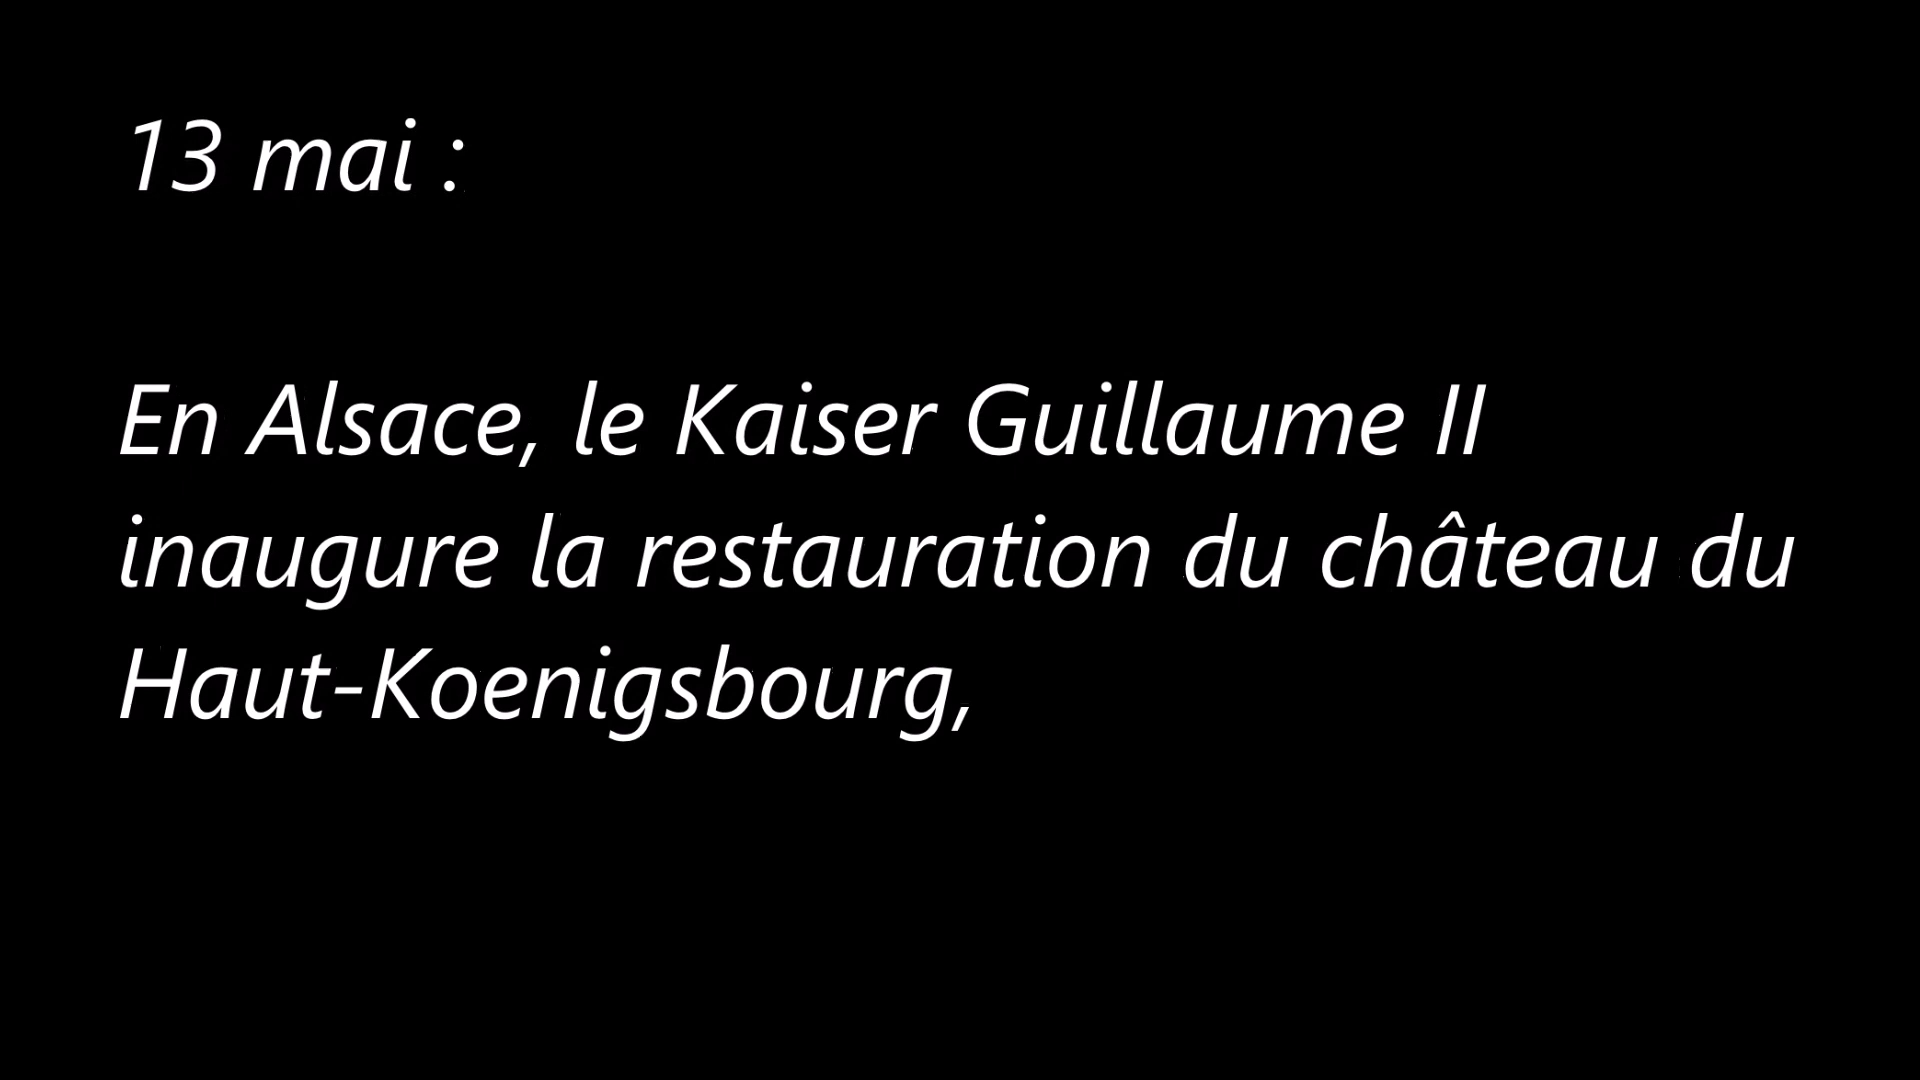 13 mai :
En Alsace, le Kaiser Guillaume II
inaugure la restauration du château du
Haut-Koenigsbourg,